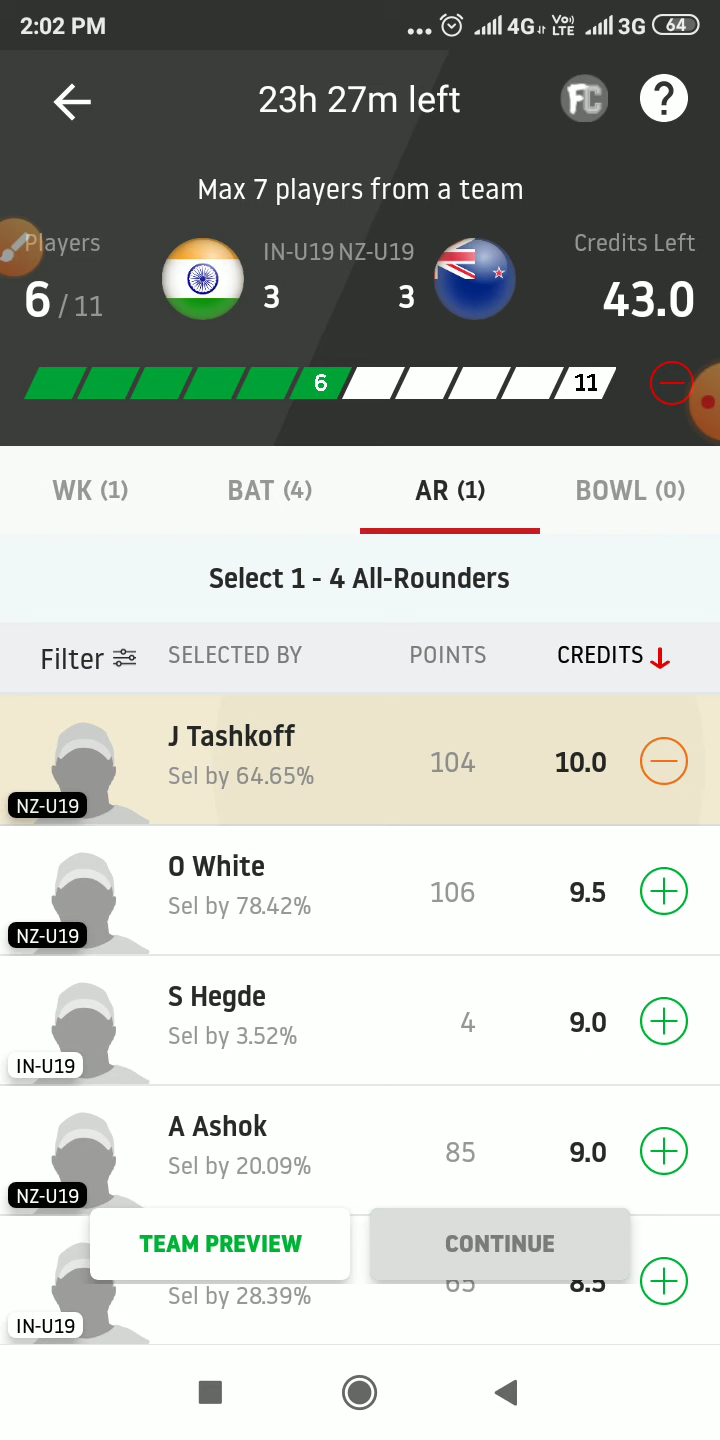 2:02 PM ... 4G Vo) LTE 3G 64
23h 27m left FC ?
Max 7 players from a team
Players IN-U19 NZ-U19 Credits Left
6 / 11 3 3 43.0
6 11
WK (1) BAT (4) AR (1) BOWL (0)
Select 1 - 4 All-Rounders
Filter SELECTED BY POINTS CREDITS
J Tashkoff
Sel by 64.65% 104 10.0
NZ-U19
O White
Sel by 78.42% 106 9.5
NZ-U19
S Hegde
Sel by 3.52% 4 9.0
IN-U19
A Ashok
Sel by 20.09% 85 9.0
NZ-U19
TEAM PREVIEW CONTINUE
Sel by 28.39% 65 8.5
IN-U19